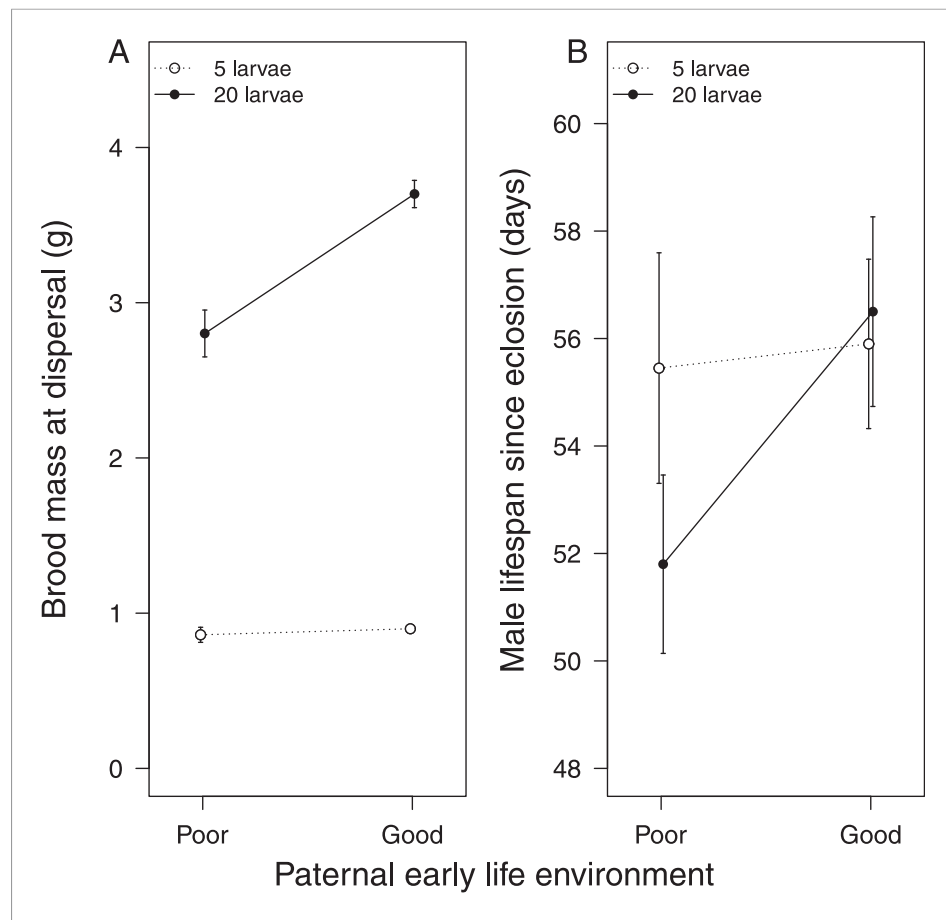 A
5 larvae
20 larvae
Brood mass at dispersal (g)
4
3
2
1
0
Poor
Good
B
5 larvae
20 larvae
Male lifespan since eclosion (days)
60
58
56
54
52
50
48
Poor
Good
Paternal early life environment